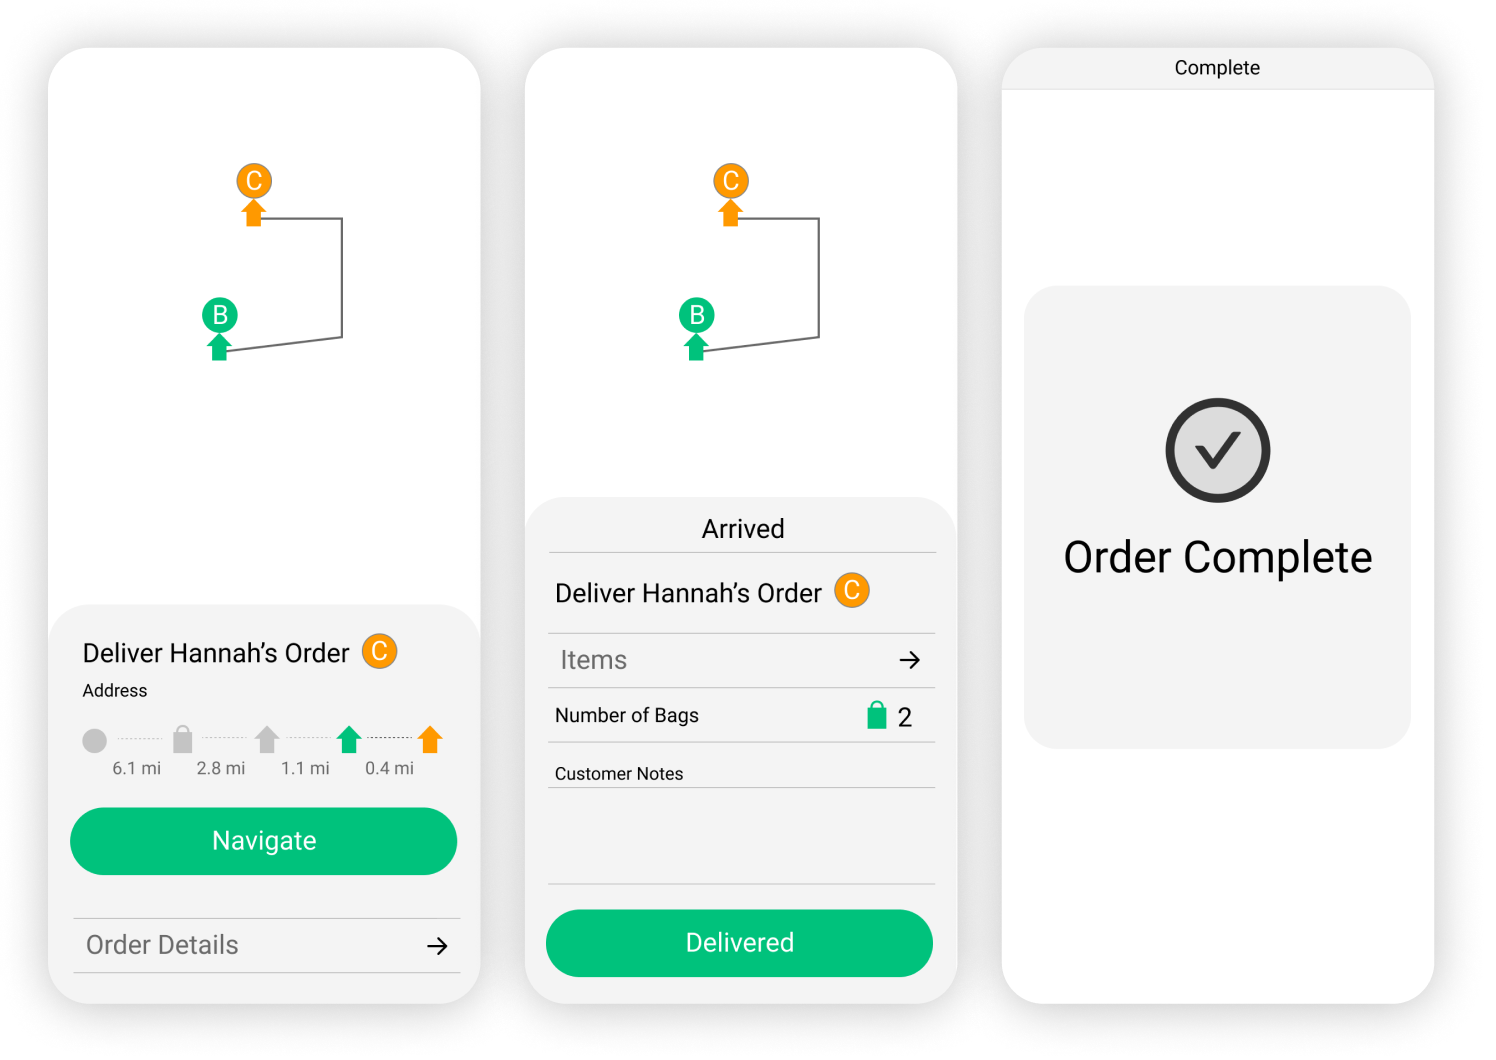 C
B
Deliver Hannah’s Order C
Address
6.1 mi 2.8 mi 1.1 mi 0.4 mi
Navigate
Order Details
C
B
Arrived
Deliver Hannah’s Order C
Items
Number of Bags 2
Customer Notes
Delivered
Complete
Order Complete